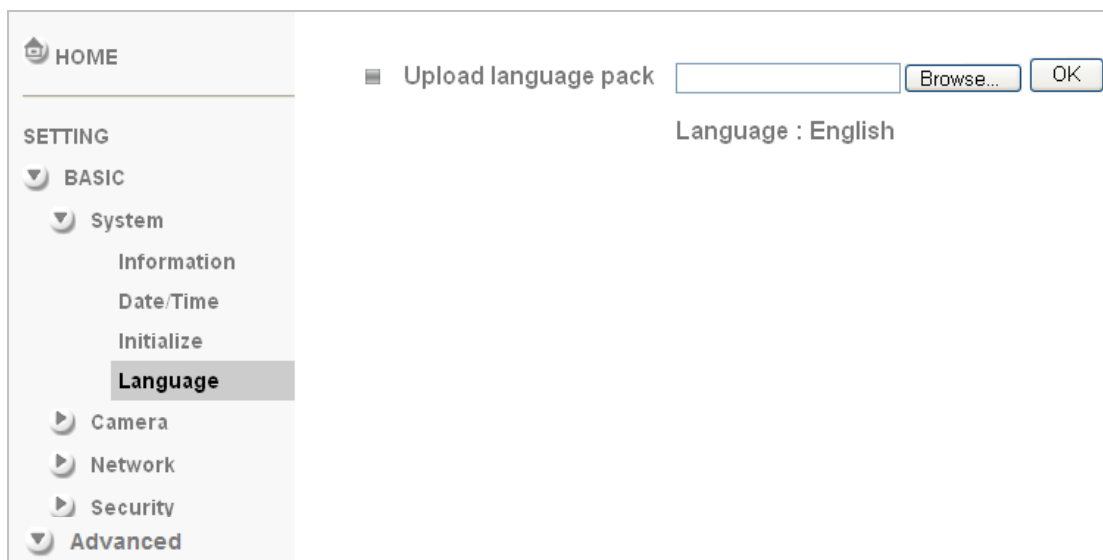 HOME
SETTING
BASIC
System
Information
Date/Time
Initialize
Language
Camera
Network
Security
Advanced
Upload language pack Browse... OK
Language : English